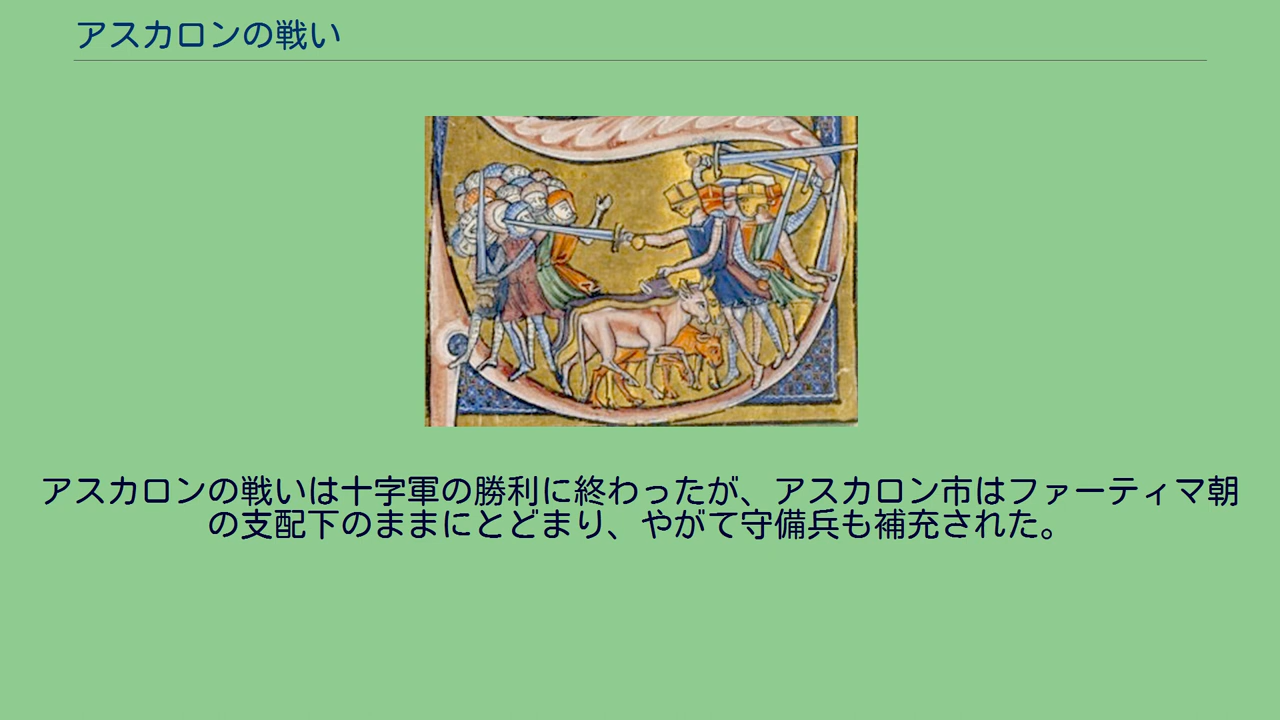 アスカロンの戦い
アスカロンの戦いは十字軍の勝利に終わったが、アスカロン市はファーティマ朝
の支配下のままにとどまり、やがて守備兵も補充された。